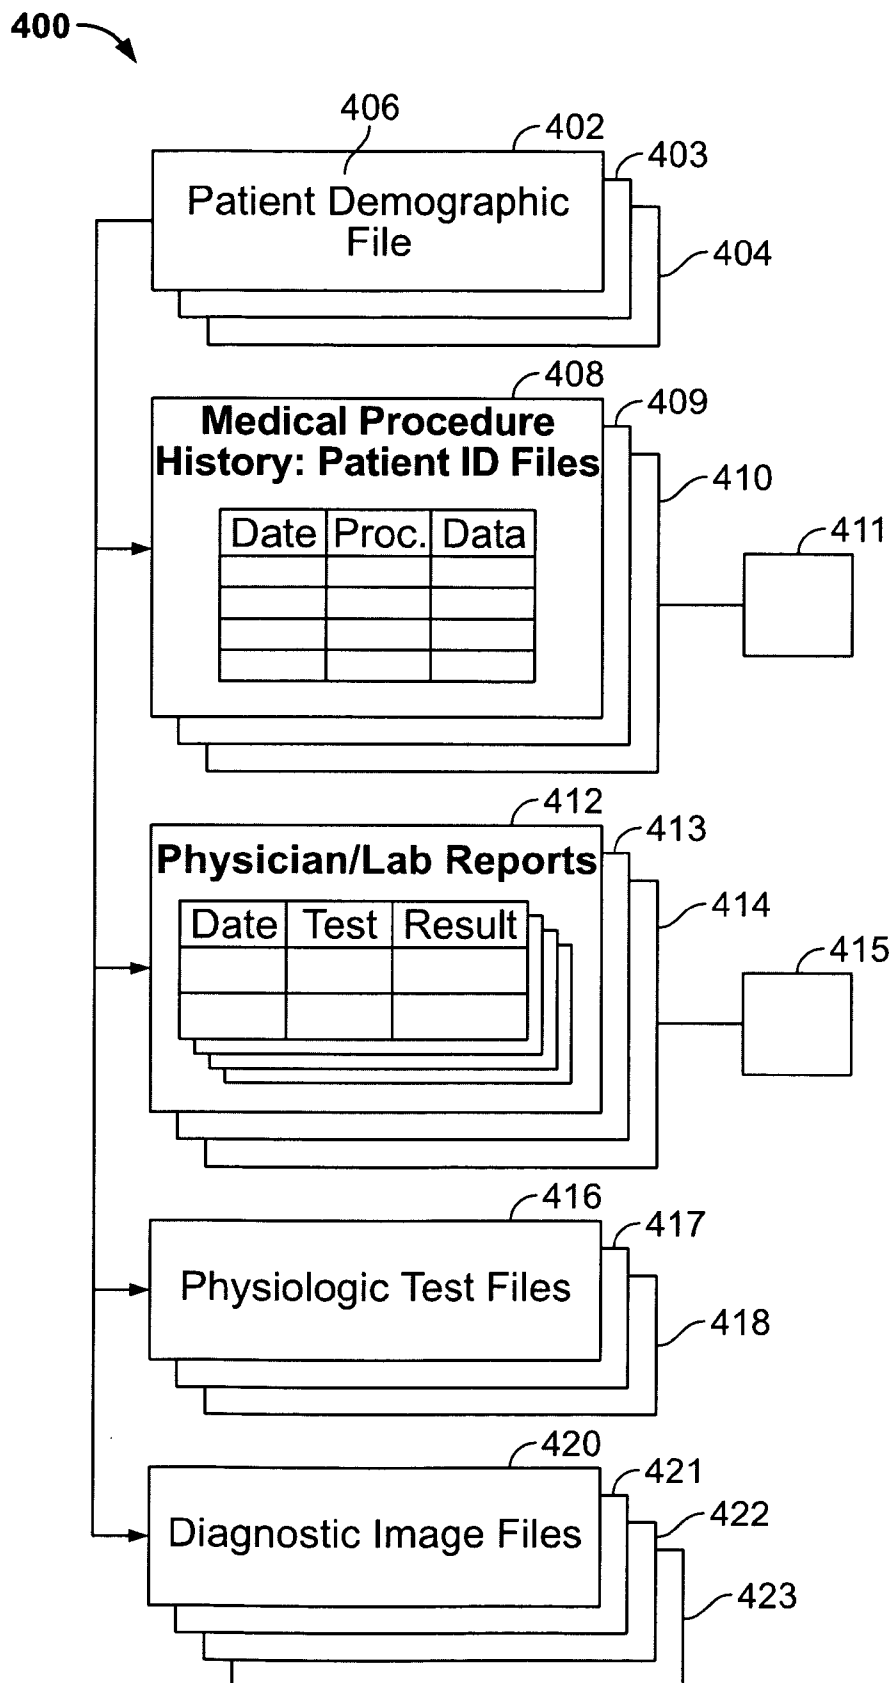 400
406
402
403
Patient Demographic
File
404
408
409
Medical Procedure
History: Patient ID Files
410
Date Proc. Data
411
412
413
Physician/Lab Reports
414
Date Test Result
415
416
417
Physiologic Test Files
418
420
421
422
Diagnostic Image Files
423